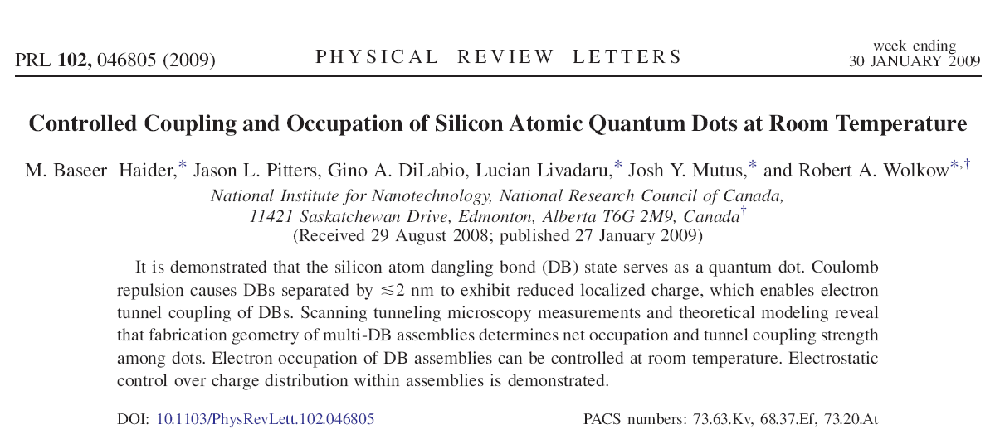 PRL 102, 046805 (2009)
PHYSICAL REVIEW LETTERS
week ending
30 JANUARY 2009
Controlled Coupling and Occupation of Silicon Atomic Quantum Dots at Room Temperature
M. Baseer Haider,* Jason L. Pitters, Gino A. DiLabio, Lucian Livadaru,* Josh Y. Mutus,* and Robert A. Wolkow*,†
National Institute for Nanotechnology, National Research Council of Canada,
11421 Saskatchewan Drive, Edmonton, Alberta T6G 2M9, Canada†
(Received 29 August 2008; published 27 January 2009)
It is demonstrated that the silicon atom dangling bond (DB) state serves as a quantum dot. Coulomb
repulsion causes DBs separated by ≲2 nm to exhibit reduced localized charge, which enables electron
tunnel coupling of DBs. Scanning tunneling microscopy measurements and theoretical modeling reveal
that fabrication geometry of multi-DB assemblies determines net occupation and tunnel coupling strength
among dots. Electron occupation of DB assemblies can be controlled at room temperature. Electrostatic
control over charge distribution within assemblies is demonstrated.
DOI: 10.1103/PhysRevLett.102.046805
PACS numbers: 73.63.Kv, 68.37.Ef, 73.20.At